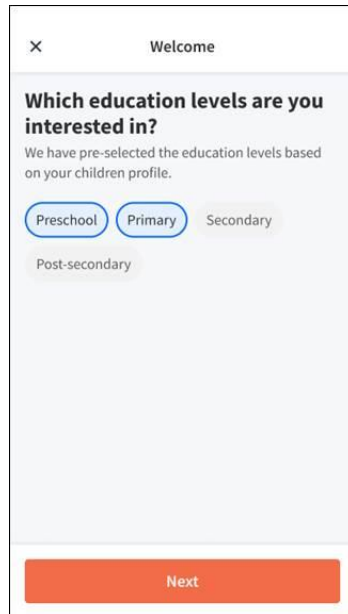 Welcome
Which education levels are you
interested in?
We have pre-selected the education levels based
on your children profile.
Preschool Primary Secondary
Post-secondary
Next